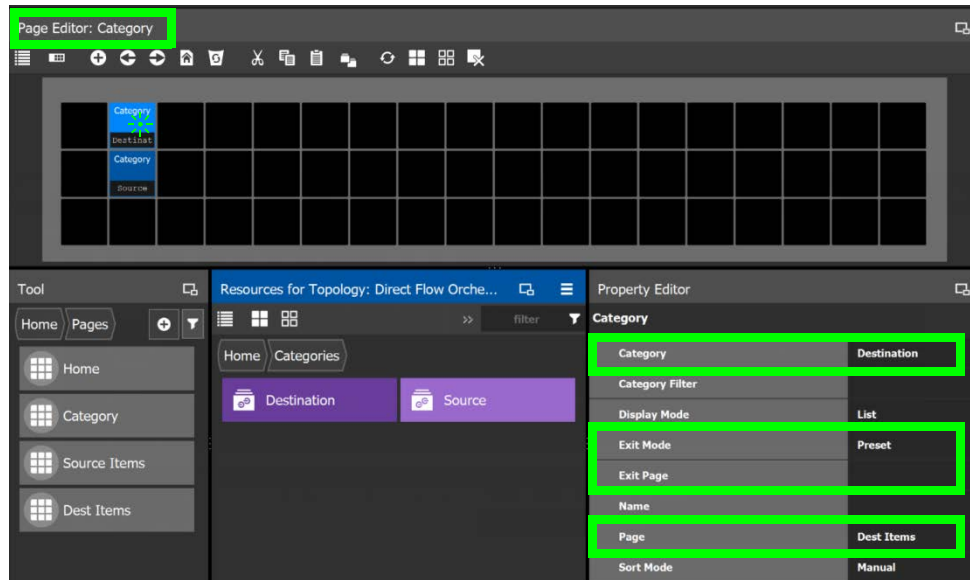 Page Editor: Category
Category
Destinat
Category
Source
Tool
Home Pages
Home
Category
Source Items
Dest Items
Resources for Topology: Direct Flow Orche...
>> filter
Home Categories
Destination Source
Property Editor
Category
Category Destination
Category Filter
Display Mode List
Exit Mode Preset
Exit Page
Name
Page Dest Items
Sort Mode Manual